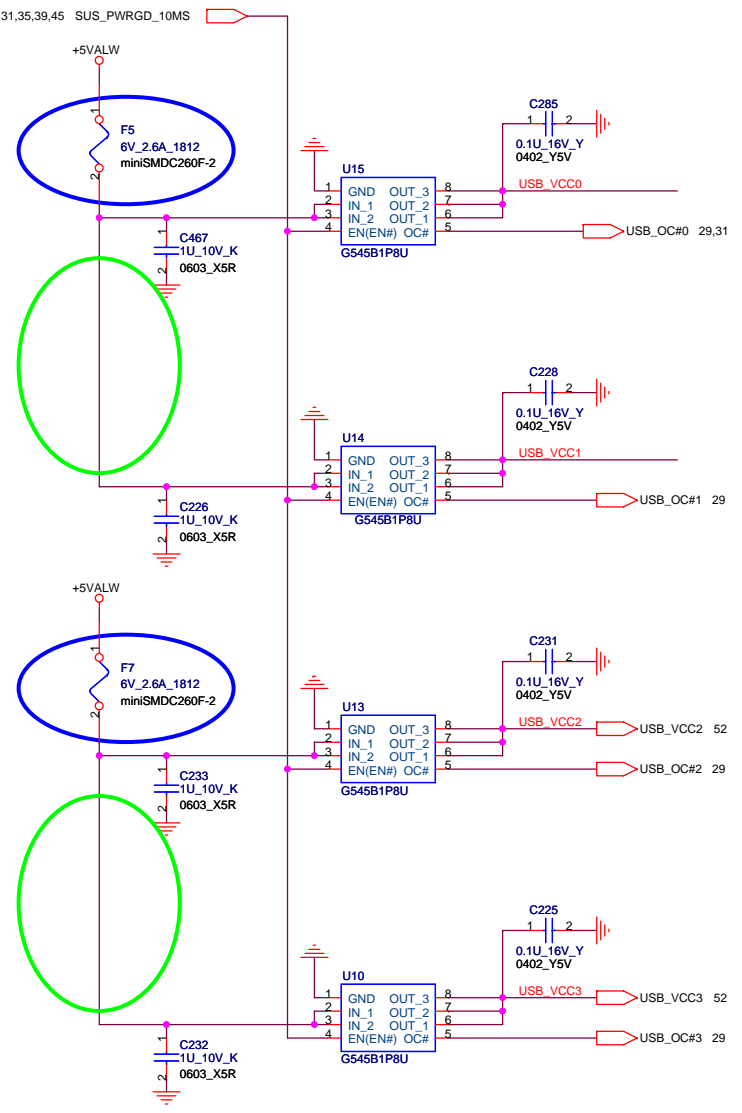 31,35,39,45 SUS_PWRGD_10MS
+5VALW
1
F5
6V_2.6A_1812
miniSMDC260F-2
2
C285
1 2
0.1U_16V_Y
0402_Y5V
U15
1 GND OUT_3 8 USB_VCC0
2 IN_1 OUT_2 7
3 IN_2 OUT_1 6
4 EN(EN#) OC# 5 USB_OC#0 29,31
G545B1P8U
1
C467
1U_10V_K
2
0603_X5R
C228
1 2
0.1U_16V_Y
0402_Y5V
U14
1 GND OUT_3 8 USB_VCC1
2 IN_1 OUT_2 7
3 IN_2 OUT_1 6
4 EN(EN#) OC# 5 USB_OC#1 29
G545B1P8U
1
C226
1U_10V_K
2
0603_X5R
+5VALW
1
F7
6V_2.6A_1812
miniSMDC260F-2
2
C231
1 2
0.1U_16V_Y
0402_Y5V
U13
1 GND OUT_3 8 USB_VCC2 USB_VCC2 52
2 IN_1 OUT_2 7
3 IN_2 OUT_1 6
4 EN(EN#) OC# 5 USB_OC#2 29
G545B1P8U
1
C233
1U_10V_K
2
0603_X5R
C225
1 2
0.1U_16V_Y
0402_Y5V
U10
1 GND OUT_3 8 USB_VCC3 USB_VCC3 52
2 IN_1 OUT_2 7
3 IN_2 OUT_1 6
4 EN(EN#) OC# 5 USB_OC#3 29
G545B1P8U
1
C232
1U_10V_K
2
0603_X5R